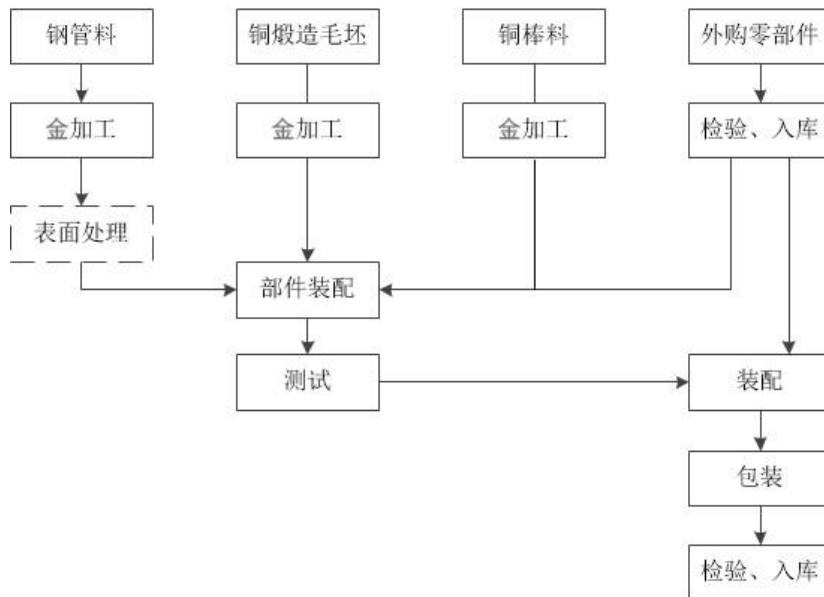 钢管料
铜煅造毛坯
铜棒料
外购零部件
金加工
金加工
金加工
检验、入库
表面处理
部件装配
测试
装配
包装
检验、入库